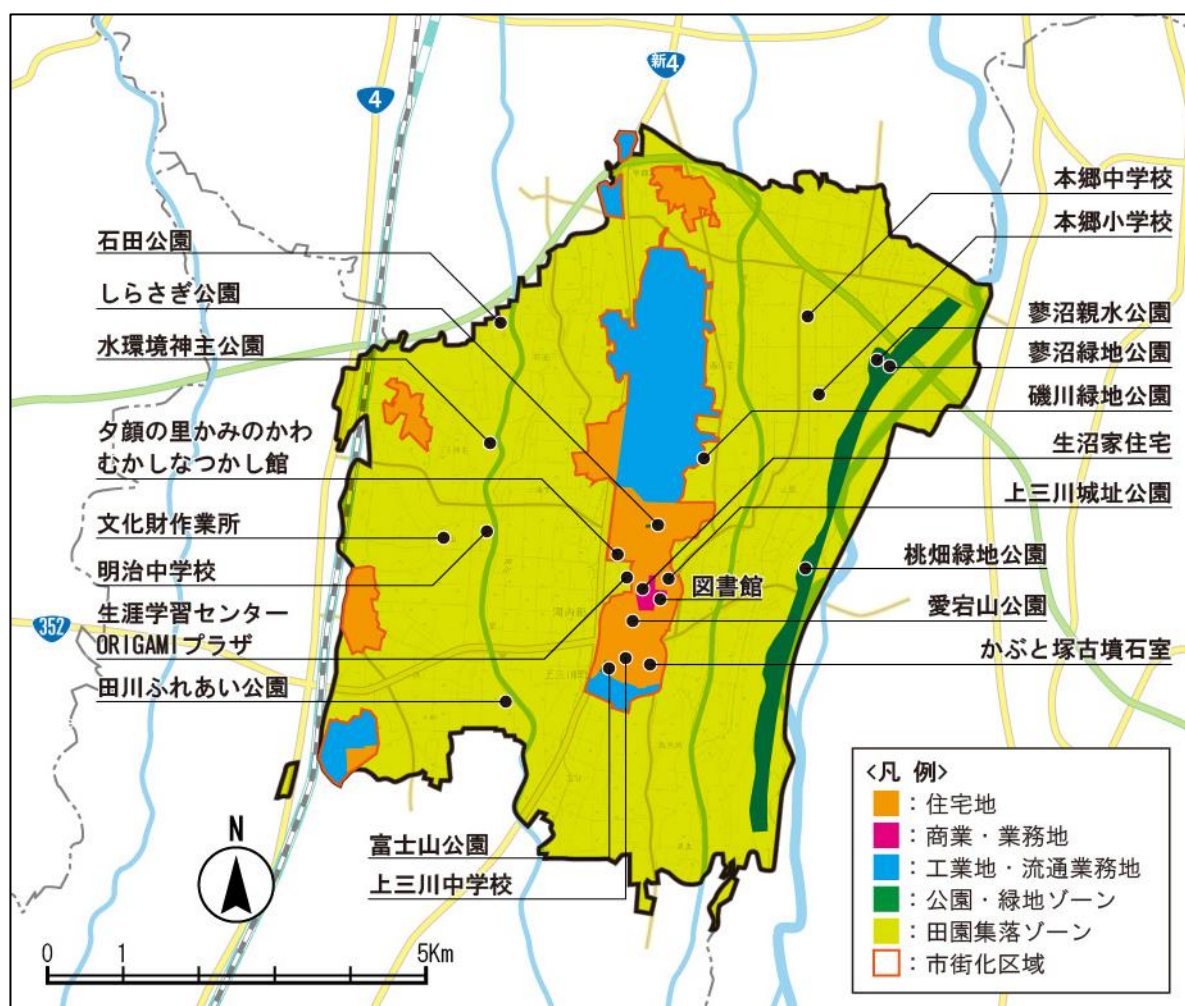 新4
4
本郷中学校
本郷小学校
石田公園
しらさぎ公園
蓼沼親水公園
水環境神主公園
蓼沼緑地公園
磯川緑地公園
夕顔の里かみのかわ
むかしなつかし館
生沼家住宅
上三川城址公園
文化財作業所
明治中学校
桃畑緑地公園
図書館
生涯学習センター
ORIGAMIプラザ
愛宕山公園
352
かぶと塚古墳石室
田川ふれあい公園
富士山公園
上三川中学校
N
0 1 5Km
<凡 例>
:住宅地
:商業・業務地
:工業地・流通業務地
:公園・緑地ゾーン
:田園集落ゾーン
:市街化区域